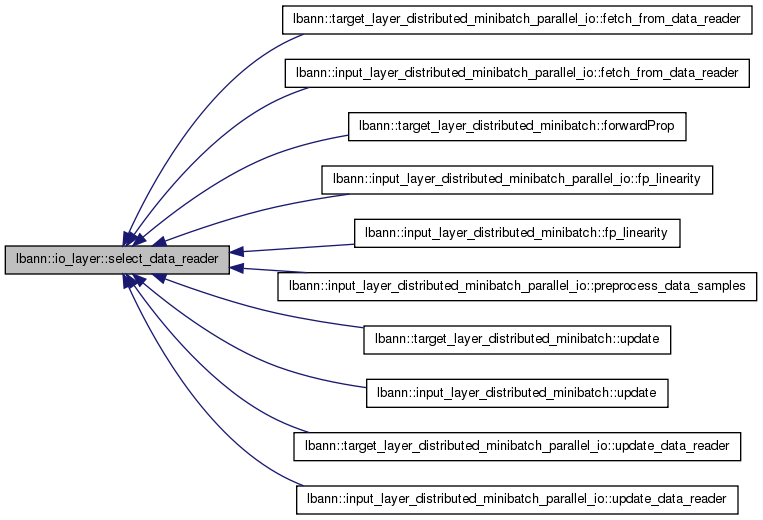 lbann::target_layer_distributed_minibatch_parallel_io::fetch_from_data_reader
lbann::input_layer_distributed_minibatch_parallel_io::fetch_from_data_reader
lbann::target_layer_distributed_minibatch::forwardProp
lbann::input_layer_distributed_minibatch_parallel_io::fp_linearity
lbann::input_layer_distributed_minibatch::fp_linearity
lbann::io_layer::select_data_reader
lbann::input_layer_distributed_minibatch_parallel_io::preprocess_data_samples
lbann::target_layer_distributed_minibatch::update
lbann::input_layer_distributed_minibatch::update
lbann::target_layer_distributed_minibatch_parallel_io::update_data_reader
lbann::input_layer_distributed_minibatch_parallel_io::update_data_reader